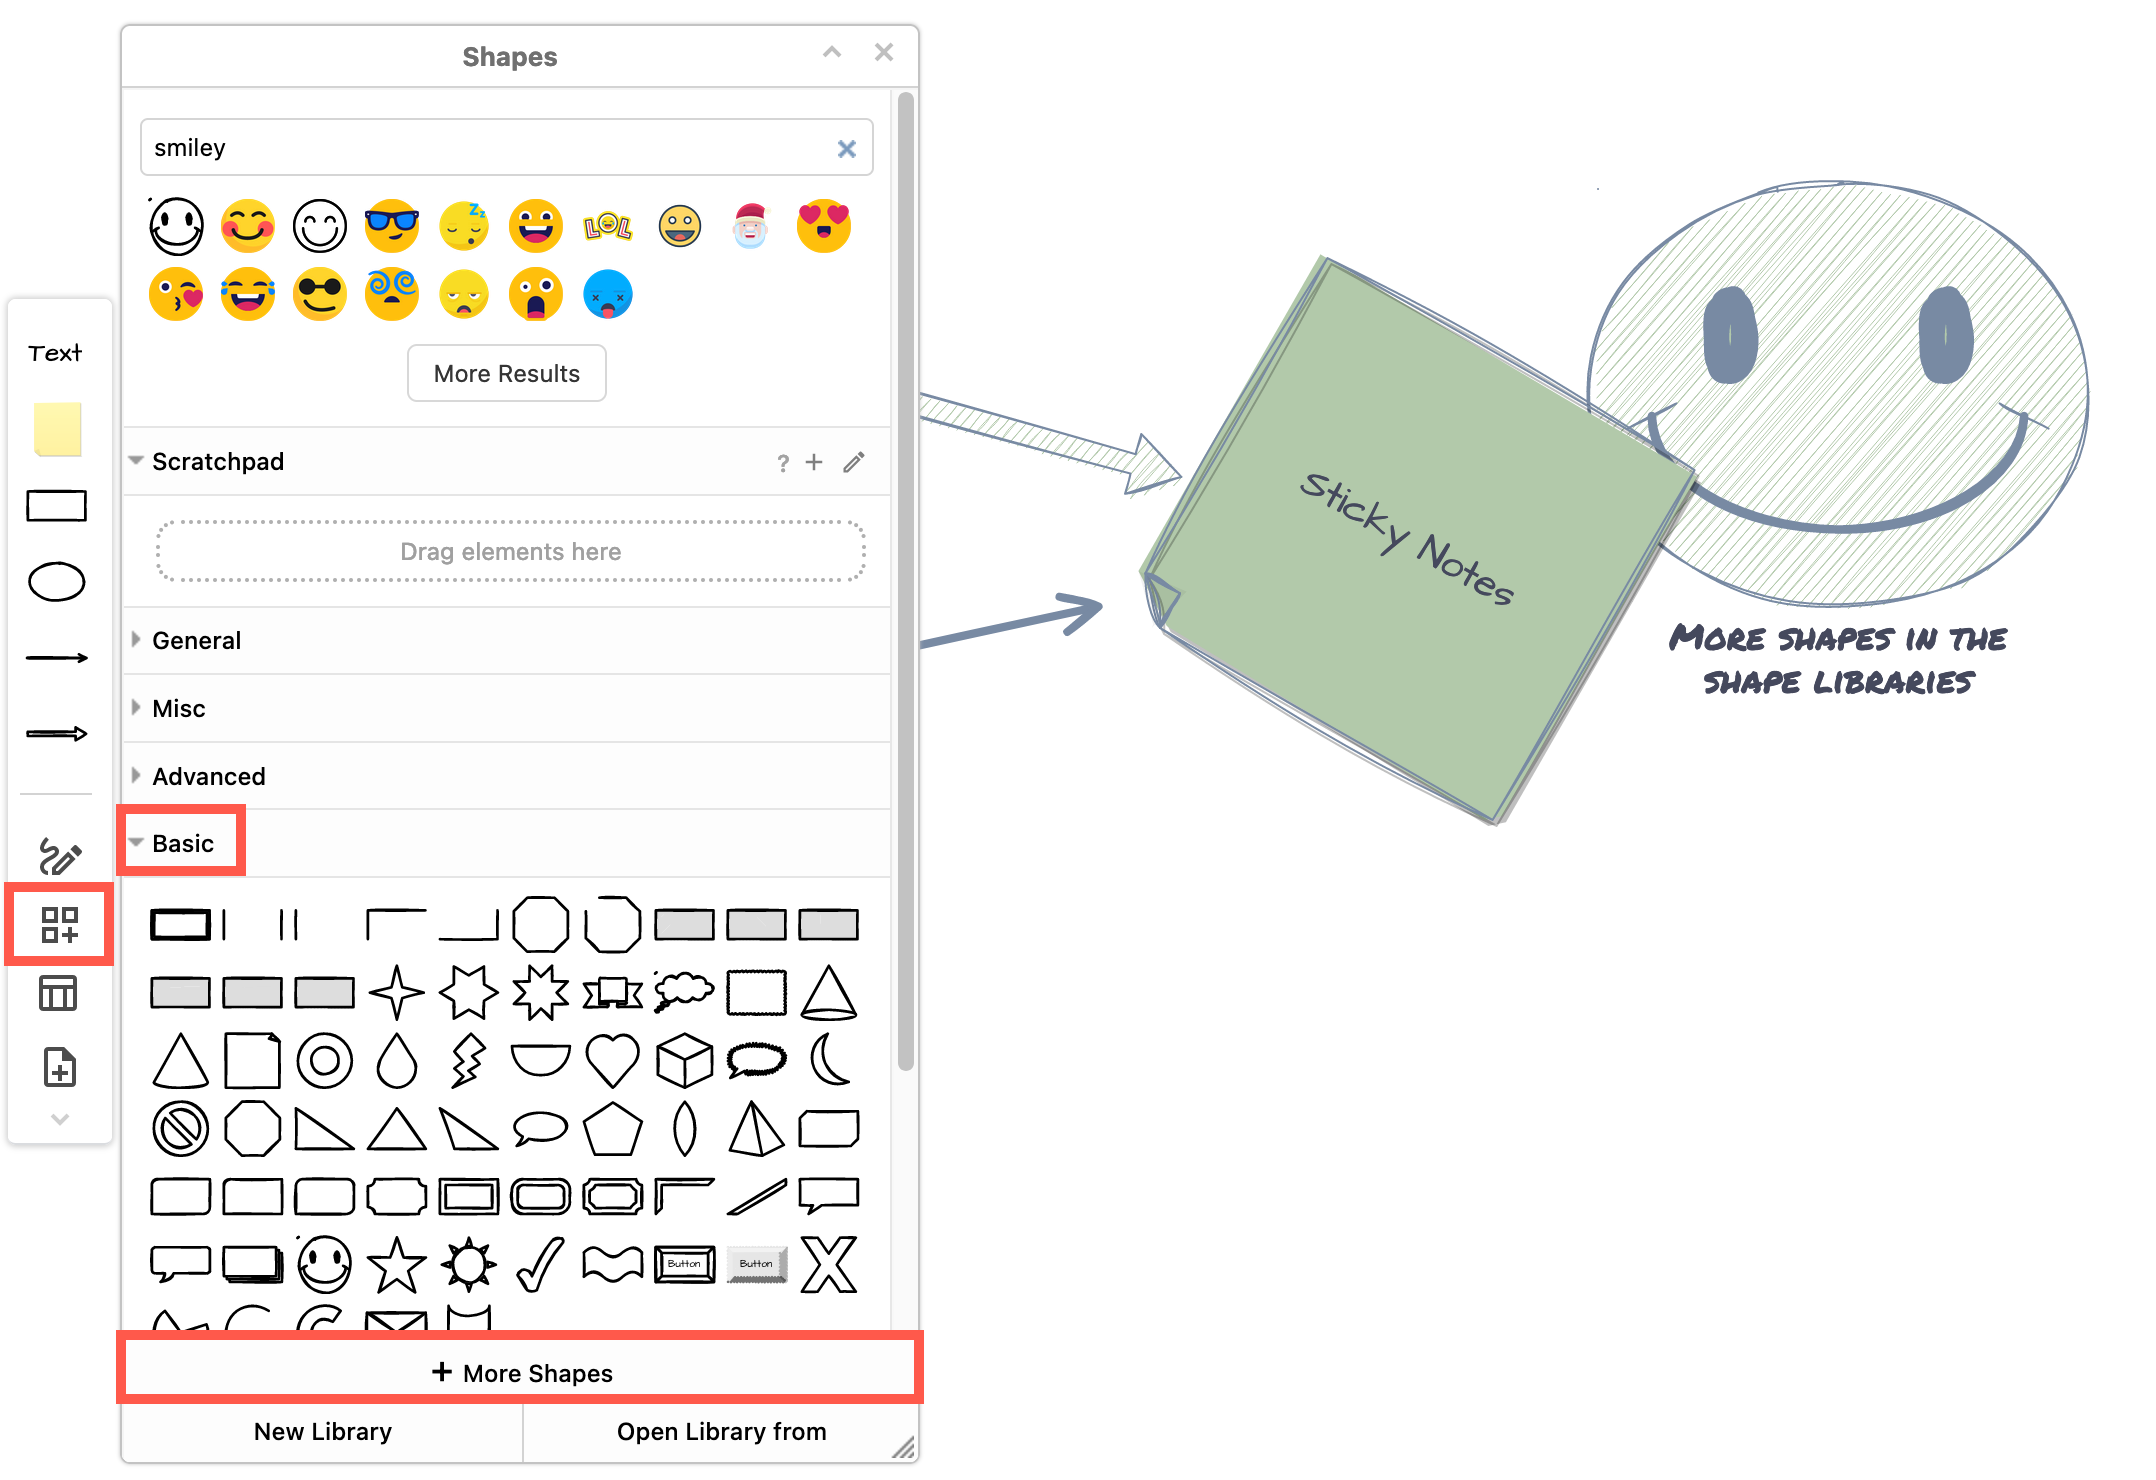 Shapes
smiley
LOL
zz
More Results
Text
Scratchpad
?
Drag elements here
General
Misc
Advanced
Basic
Button
Button
More Shapes
New Library
Open Library from
Sticky Notes
MORE SHAPES IN THE
SHAPE LIBRARIES